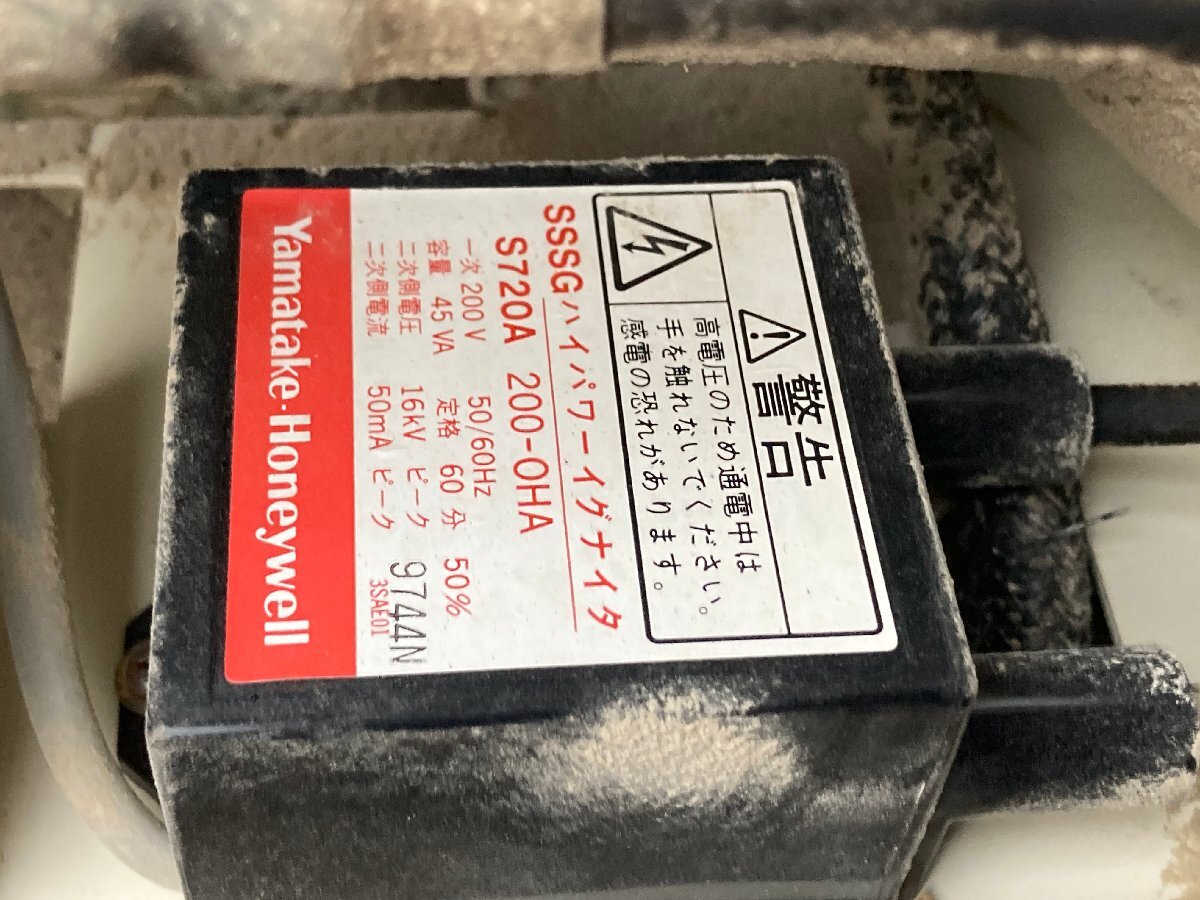 警告
高電圧のため通電中は
手を触れないでください。
感電の恐れがあります。
SSSGハイパワーイグナイタ
S720A 200-0HA
一次 200V 50/60Hz
容量 45VA 定格 60分 50%
二次側電圧 16kV ピーク
二次側電流 50mA ピーク
9744N
3SAE01
Yamatake·Honeywell